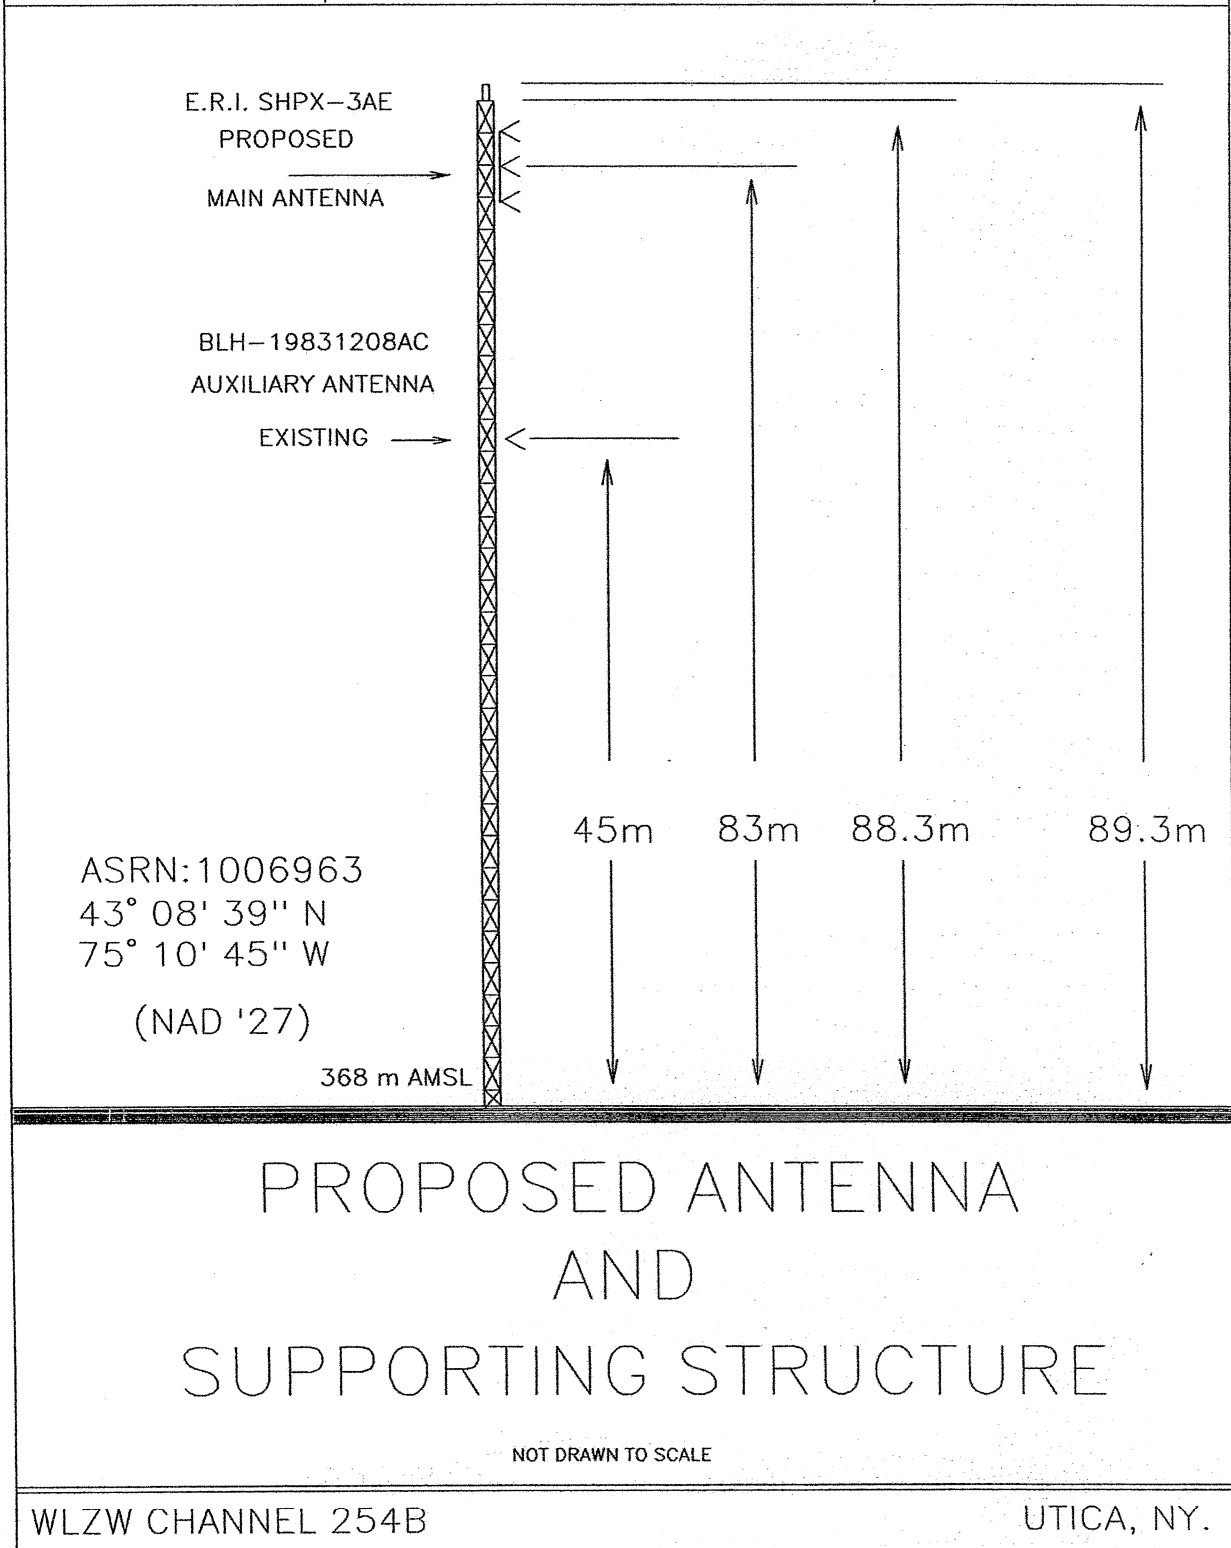 E.R.I. SHPX-3AE
PROPOSED
MAIN ANTENNA
BLH-19831208AC
AUXILIARY ANTENNA
EXISTING
45m
83m
88.3m
89.3m
ASRN:1006963
43° 08' 39" N
75° 10' 45" W
(NAD '27)
368 m AMSL
PROPOSED ANTENNA
AND
SUPPORTING STRUCTURE
NOT DRAWN TO SCALE
WLZW CHANNEL 254B
UTICA, NY.